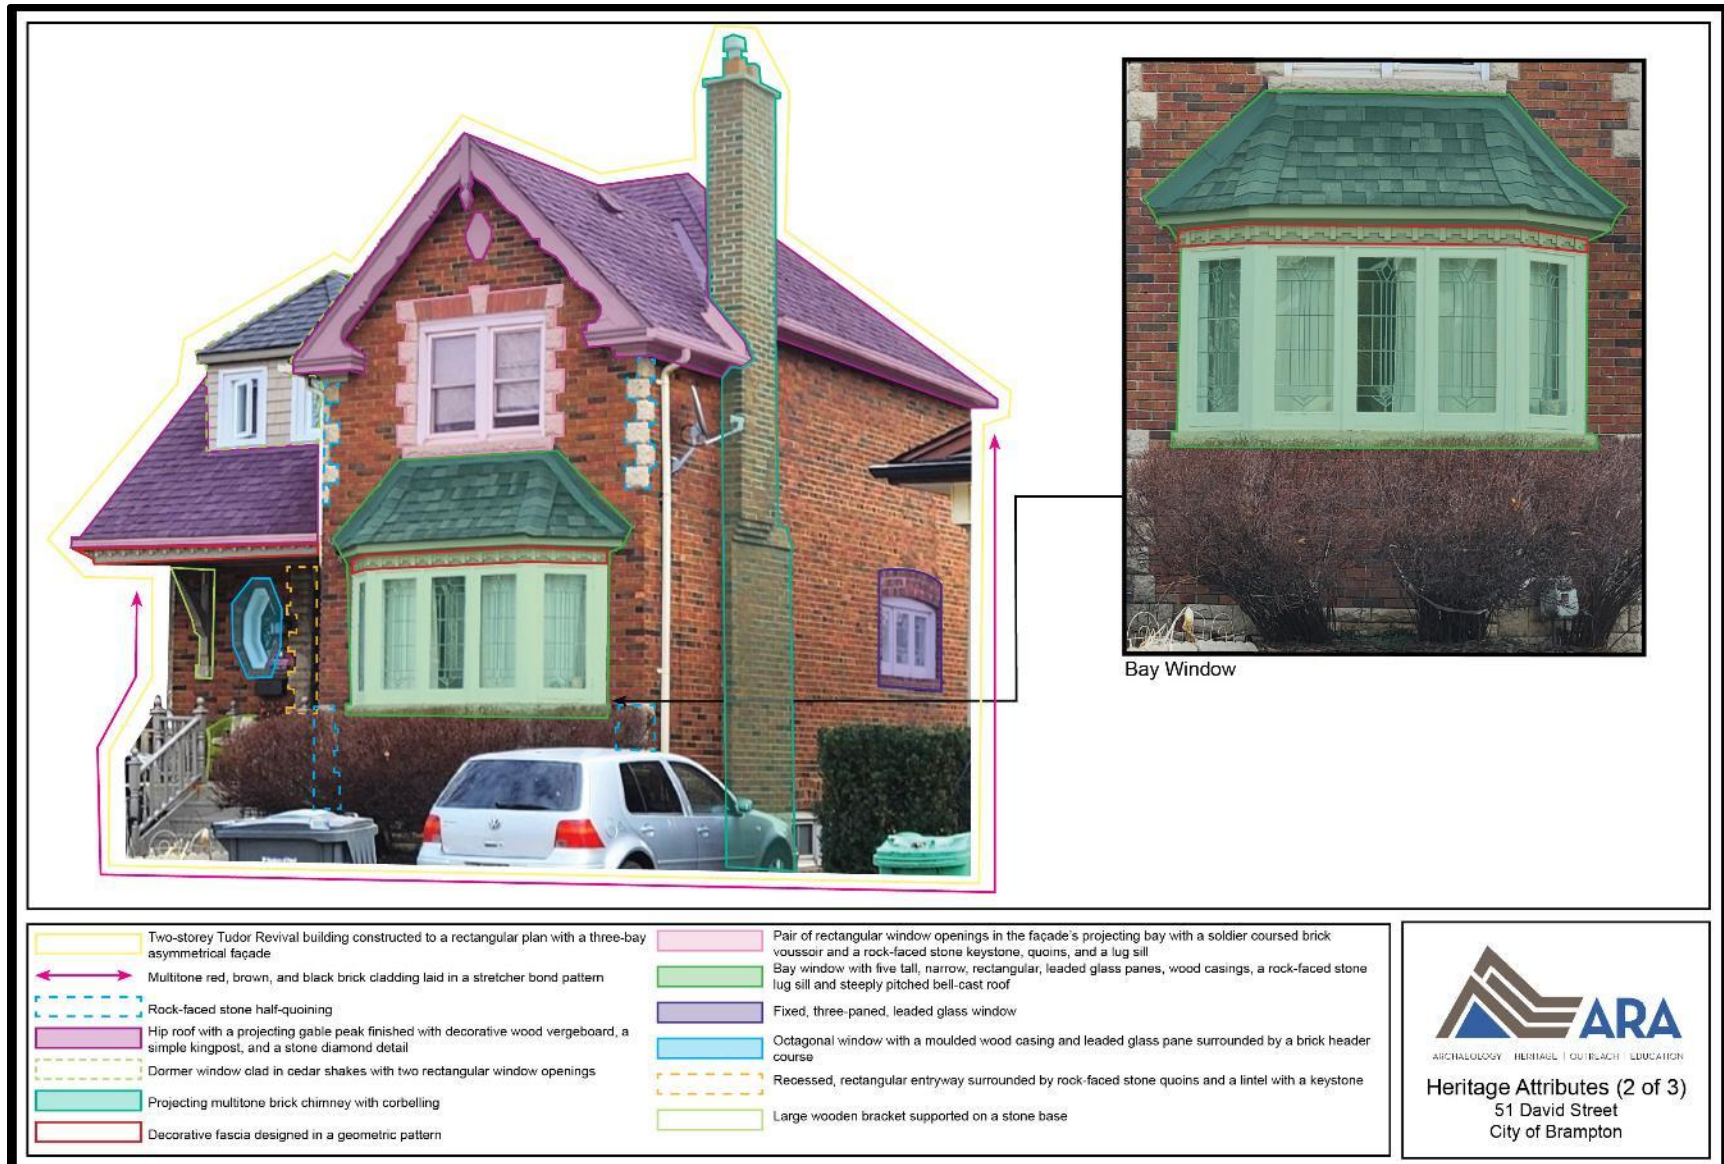 Bay Window
Two-storey Tudor Revival building constructed to a rectangular plan with a three-bay
asymmetrical façade
Multitone red, brown, and black brick cladding laid in a stretcher bond pattern
Rock-faced stone half-quoining
Hip roof with a projecting gable peak finished with decorative wood vergeboard, a
simple kingpost, and a stone diamond detail
Dormer window clad in cedar shakes with two rectangular window openings
Projecting multitone brick chimney with corbelling
Decorative fascia designed in a geometric pattern
Pair of rectangular window openings in the façade's projecting bay with a soldier coursed brick
voussoir and a rock-faced stone keystone, quoins, and a lug sill
Bay window with five tall, narrow, rectangular, leaded glass panes, wood casings, a rock-faced stone
lug sill and steeply pitched bell-cast roof
Fixed, three-paned, leaded glass window
Octagonal window with a moulded wood casing and leaded glass pane surrounded by a brick header
course
Recessed, rectangular entryway surrounded by rock-faced stone quoins and a lintel with a keystone
Large wooden bracket supported on a stone base
ARA
ARCHAEOLOGY | HERITAGE | OUTREACH | EDUCATION
Heritage Attributes (2 of 3)
51 David Street
City of Brampton